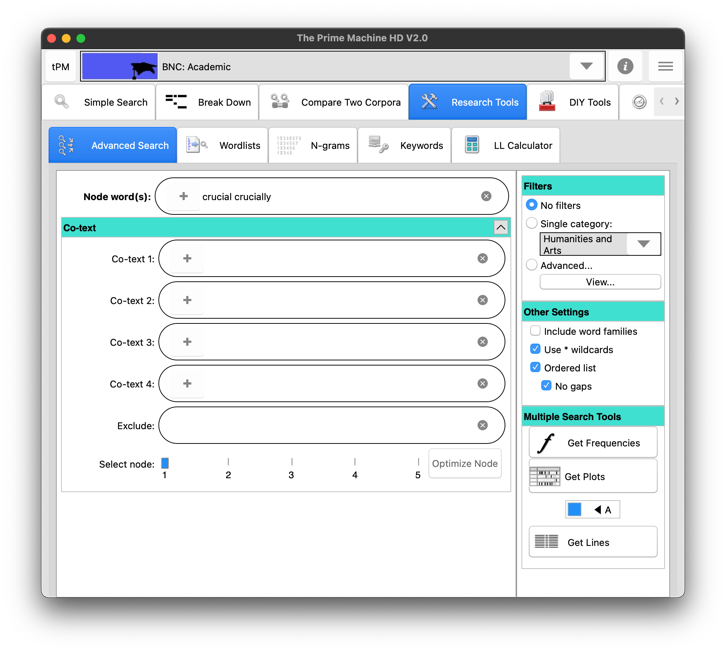 The Prime Machine HD V2.0
tPM
BNC: Academic
Simple Search
Break Down
Compare Two Corpora
Research Tools
DIY Tools
Advanced Search
Wordlists
N-grams
Keywords
LL Calculator
Node word(s):
crucial crucially
Co-text
Co-text 1:
Co-text 2:
Co-text 3:
Co-text 4:
Exclude:
Select node:
1 2 3 4 5
Optimize Node
Filters
No filters
Single category:
Humanities and
Arts
Advanced...
View...
Other Settings
Include word families
Use * wildcards
Ordered list
No gaps
Multiple Search Tools
Get Frequencies
Get Plots
A
Get Lines